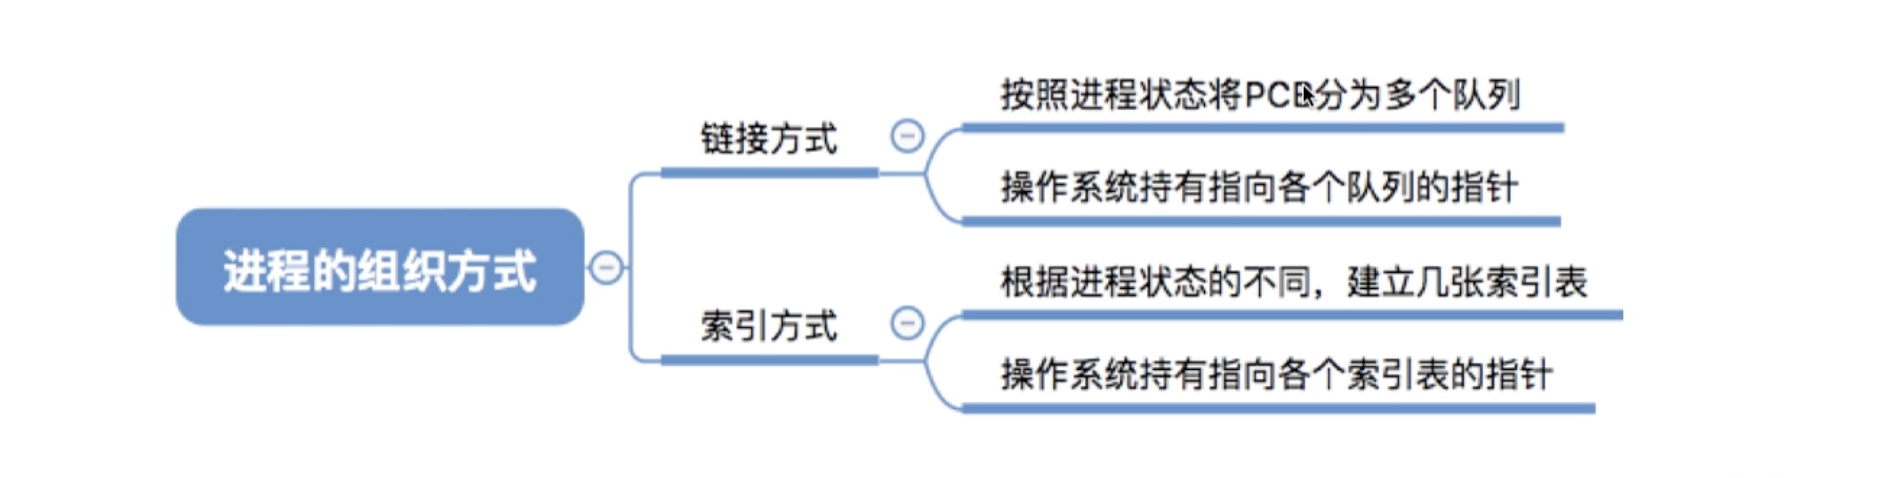 进程的组织方式
链接方式
按照进程状态将PCB分为多个队列
操作系统持有指向各个队列的指针
索引方式
根据进程状态的不同，建立几张索引表
操作系统持有指向各个索引表的指针